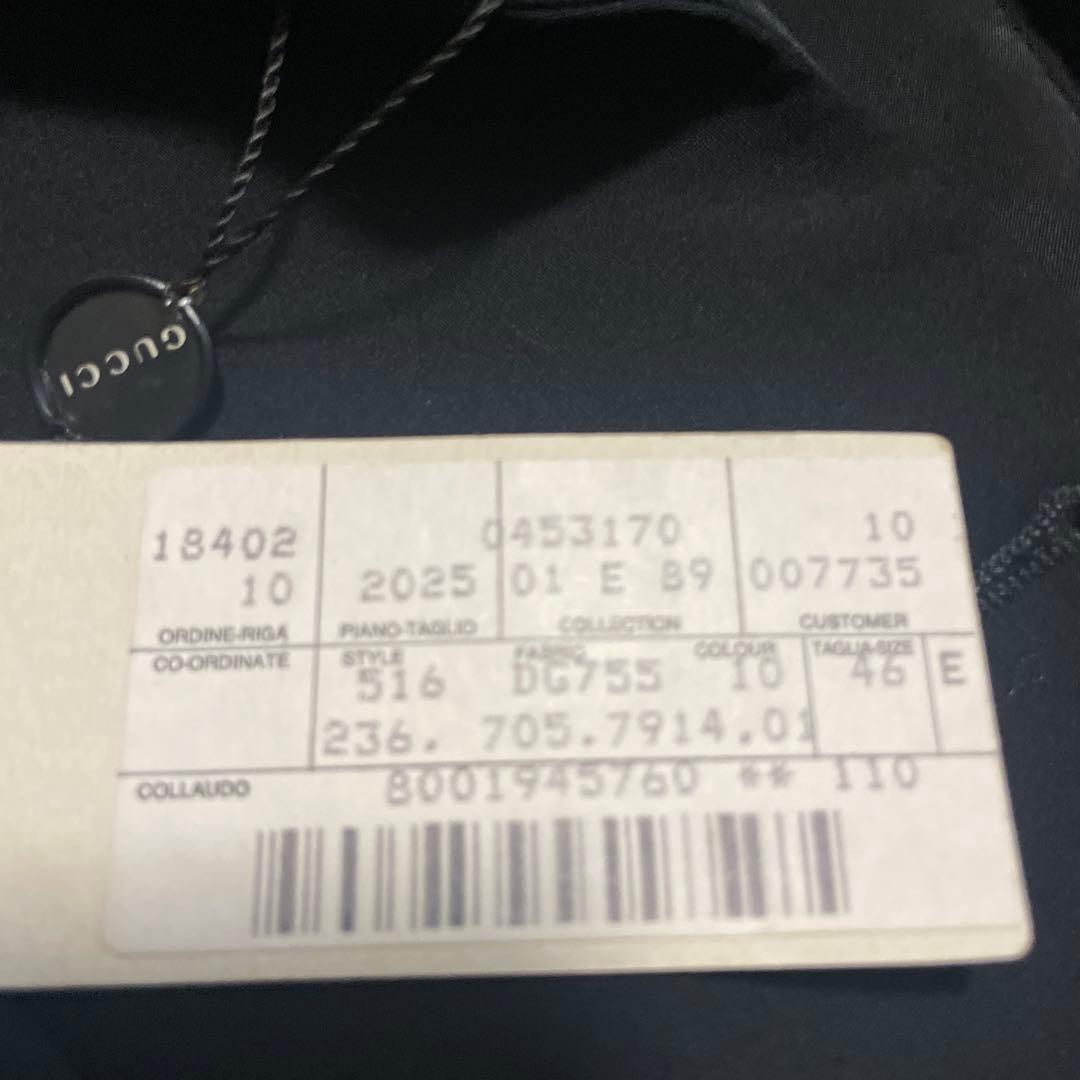 GUCCI
18402 0453170 10
10 2025 01 E 89 007735
ORDINE-RIGA PIANO-TAGLIO COLLECTION CUSTOMER
CO-ORDINATE STYLE FABRIC COLOUR TAGLIA-SIZE
516 DG755 10 46 E
236. 705.7914.01
COLLAUDO 8001945760 ** 110